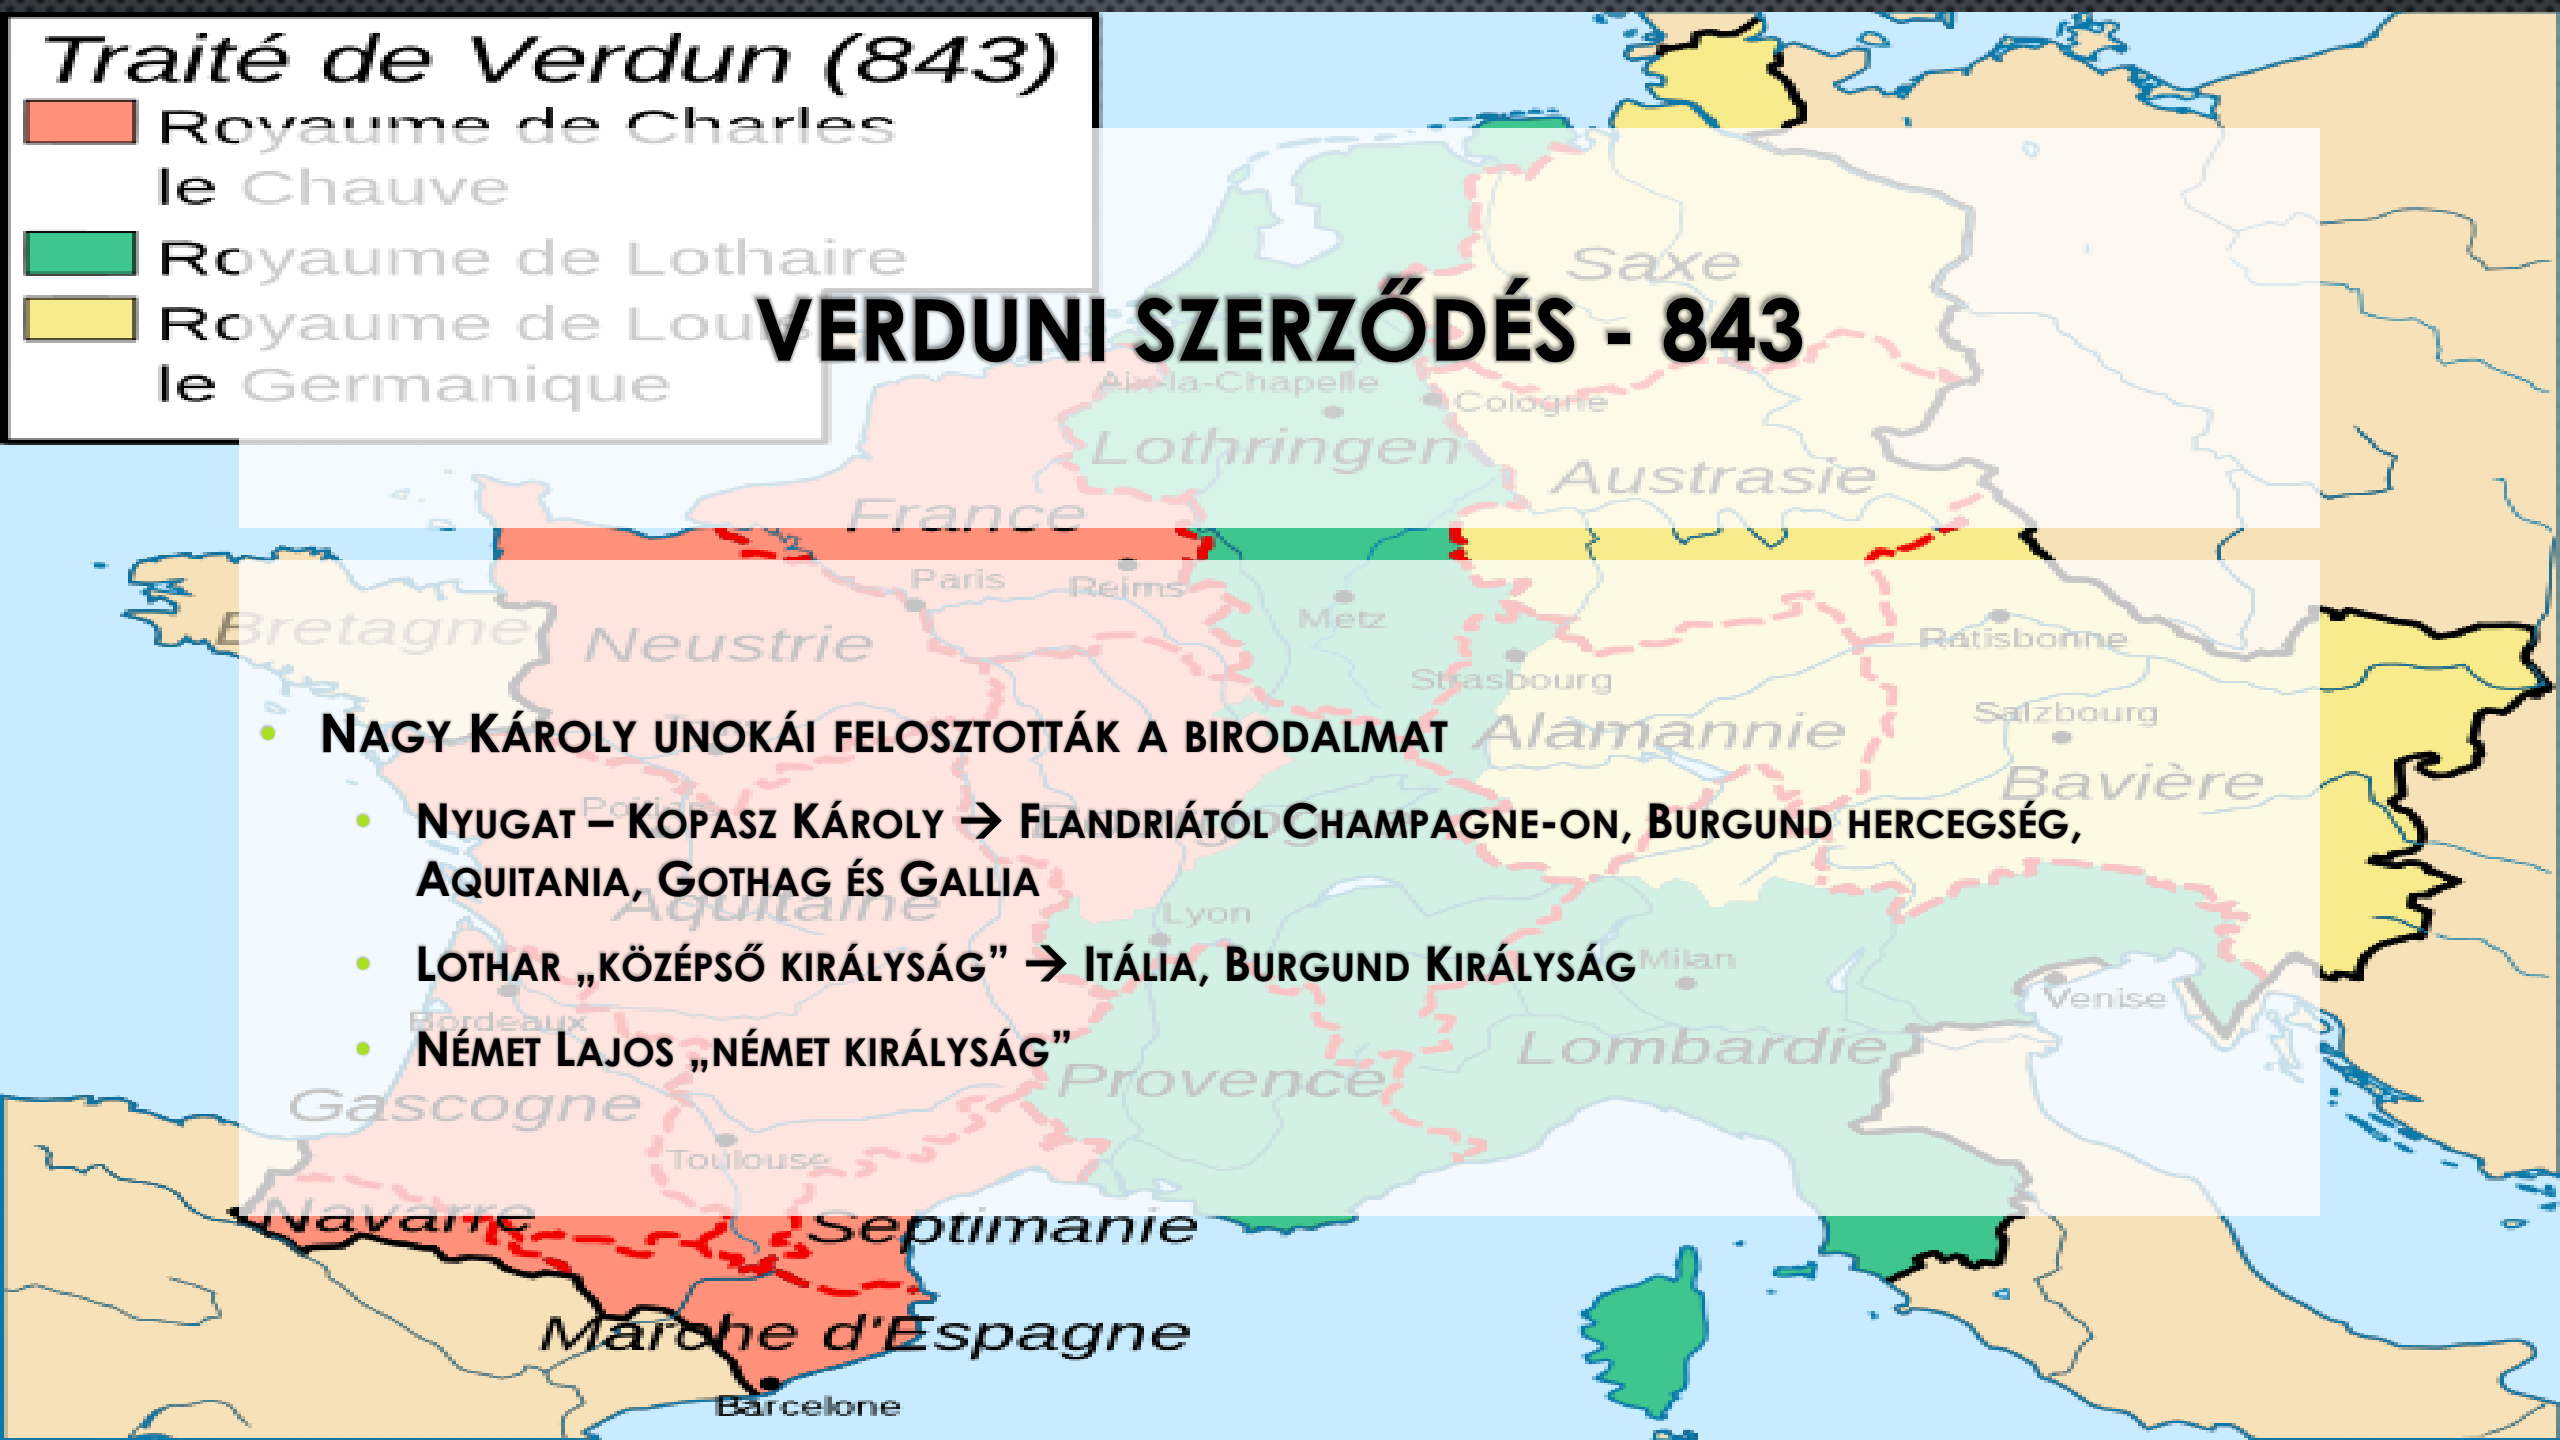 Traité de Verdun (843)
Royaume de Charles
le Chauve
Royaume de Lothaire
Royaume de Louis
le Germanique
VERDUNI SZERZŐDÉS - 843
Saxe
Aix-la-Chapelle
Cologne
Lothringen
Austrasie
France
Paris
Reims
Metz
Bretagne
Neustrie
Ratisbonne
Strasbourg
Salzbourg
• NAGY KÁROLY UNOKÁI FELOSZTOTTÁK A BIRODALMAT
Alamannie
Bavière
Poitiers
• NYUGAT – KOPASZ KÁROLY → FLANDRIÁTÓL CHAMPAGNE-ON, BURGUND HERCEGSÉG,
AQUITANIA, GOTHAG ÉS GALLIA
Aquitaine
Lyon
• LOTHAR „KÖZÉPSŐ KIRÁLYSÁG” → ITÁLIA, BURGUND KIRÁLYSÁG
Milan
Venise
Bordeaux
• NÉMET LAJOS „NÉMET KIRÁLYSÁG”
Lombardie
Provence
Gascogne
Toulouse
Navarre
Septimanie
Marche d'Espagne
Barcelone